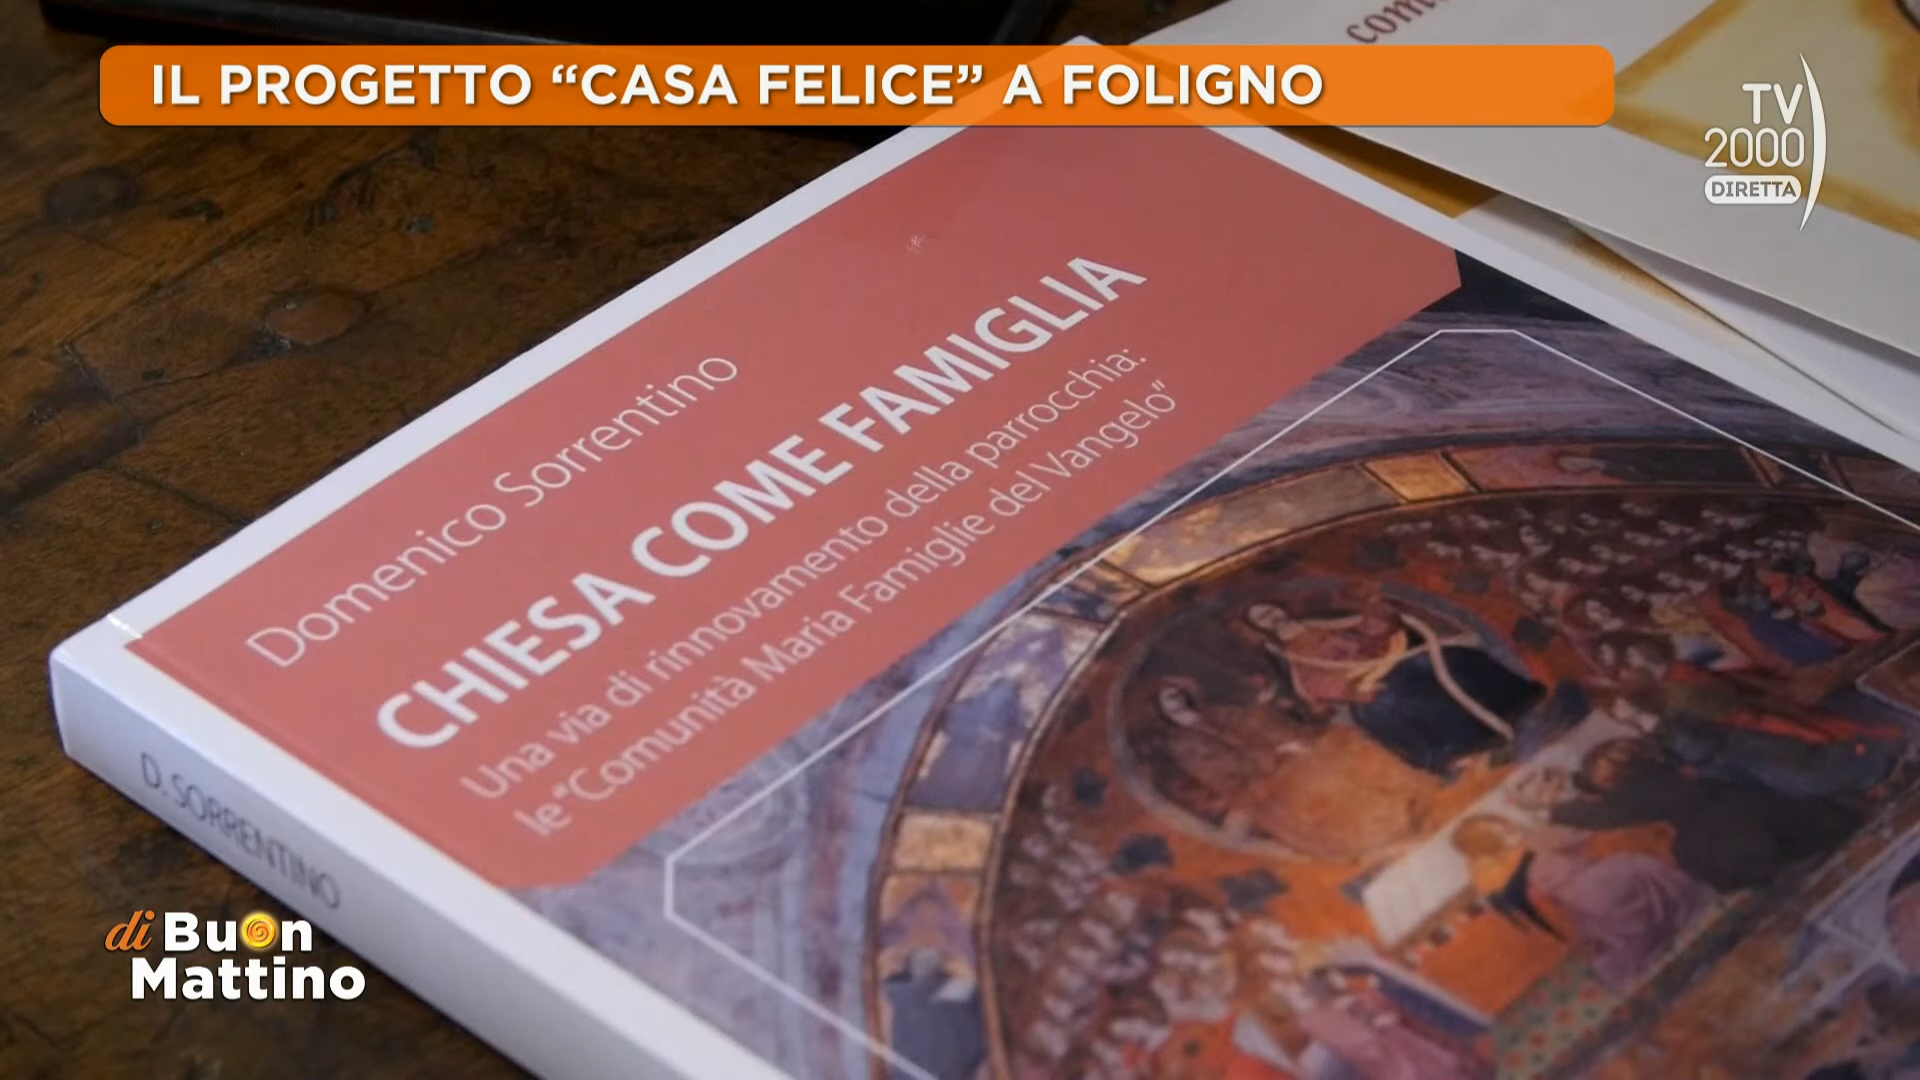 IL PROGETTO “CASA FELICE” A FOLIGNO
TV
2000
DIRETTA
Domenico Sorrentino
CHIESA COME FAMIGLIA
Una via di rinnovamento della parrocchia:
le “Comunità Maria Famiglie del Vangelo”
D. SORRENTINO
di Buon
Mattino